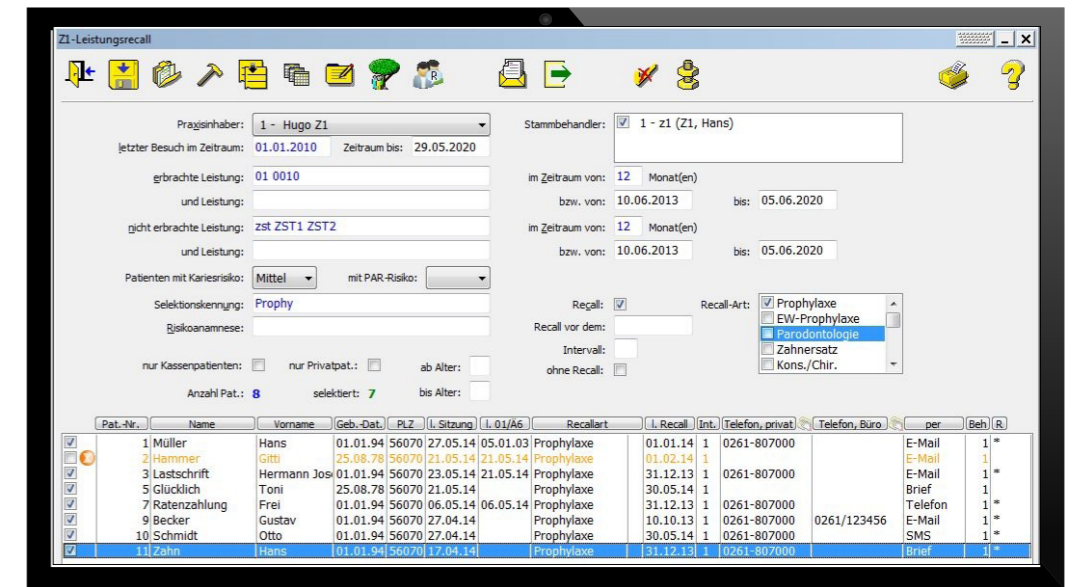 Z1-Leistungsrecall
Praxisinhaber: 1 - Hugo Z1 Stammbehandler: 1 - z1 (Z1, Hans)
letzter Besuch im Zeitraum: 01.01.2010 Zeitraum bis: 29.05.2020
erbrachte Leistung: 01 0010 im Zeitraum von: 12 Monat(en)
und Leistung: bzw. von: 10.06.2013 bis: 05.06.2020
nicht erbrachte Leistung: zst ZST1 ZST2 im Zeitraum von: 12 Monat(en)
und Leistung: bzw. von: 10.06.2013 bis: 05.06.2020
Patienten mit Kariesrisiko: Mittel mit PAR-Risiko:
Selektionskennung: Prophy Recall: Recall-Art: Prophylaxe
EW-Prophylaxe
Risikoanamnese: Recall vor dem: Parodontologie
Intervall: Zahnersatz
nur Kassenpatienten: nur Privatpat.: ab Alter: ohne Recall: Kons./Chir.
Anzahl Pat.: 8 selektiert: 7 bis Alter:
Pat.-Nr. Name Vorname Geb.-Dat. PLZ l. Sitzung l. 01/Ä6 Recallart l. Recall Int. Telefon, privat Telefon, Büro per Beh R
1 Müller Hans 01.01.94 56070 27.05.14 05.01.03 Prophylaxe 01.01.14 1 0261-807000 E-Mail 1 *
2 Hammer Gitti 25.08.78 56070 21.05.14 21.05.14 Prophylaxe 01.02.14 1 E-Mail 1
3 Lastschrift Hermann Jos 01.01.94 56070 23.05.14 21.05.14 Prophylaxe 31.12.13 1 0261-807000 E-Mail 1 *
5 Glücklich Toni 25.08.78 56070 21.05.14 Prophylaxe 30.05.14 1 Brief 1
7 Ratenzahlung Frei 01.01.94 56070 06.05.14 06.05.14 Prophylaxe 31.12.13 1 0261-807000 Telefon 1 *
9 Becker Gustav 01.01.94 56070 27.04.14 Prophylaxe 10.10.13 1 0261-807000 0261/123456 E-Mail 1 *
10 Schmidt Otto 01.01.94 56070 27.04.14 Prophylaxe 30.05.14 1 0261-807000 SMS 1 *
11 Zahn Hans 01.01.94 56070 17.04.14 Prophylaxe 31.12.13 1 0261-807000 Brief 1 *